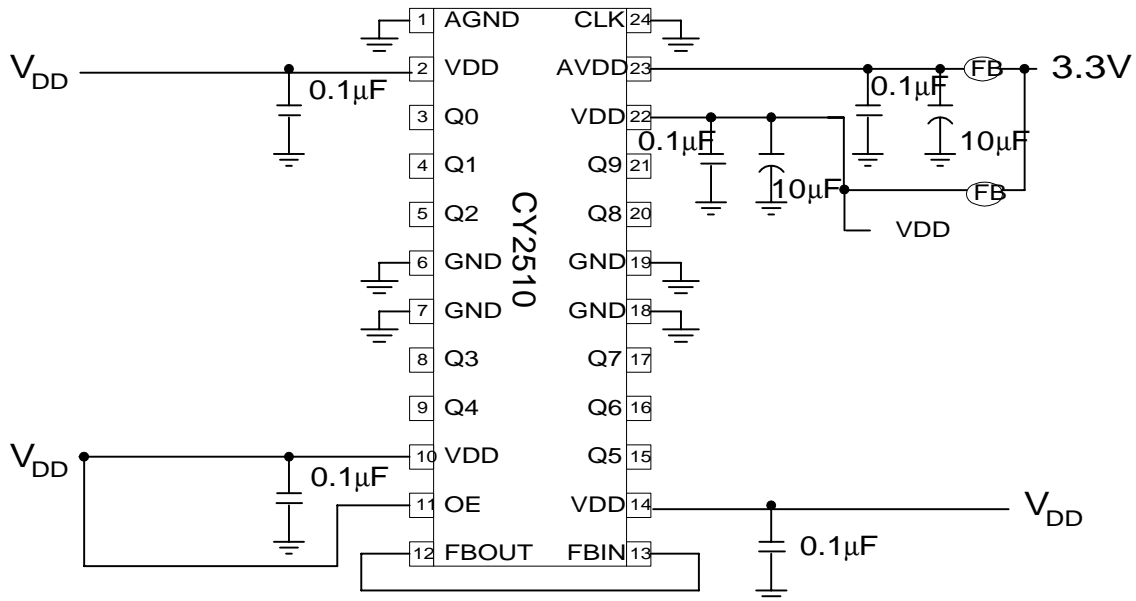 1 AGND CLK 24
V_DD 2 VDD AVDD 23 FB 3.3V
0.1μF 0.1μF
3 Q0 VDD 22 10μF
0.1μF
4 Q1 Q9 21
10μF FB
5 Q2 Q8 20
VDD
6 GND GND 19
CY2510
7 GND GND 18
8 Q3 Q7 17
9 Q4 Q6 16
V_DD 10 VDD Q5 15
0.1μF
11 OE VDD 14 V_DD
12 FBOUT FBIN 13 0.1μF